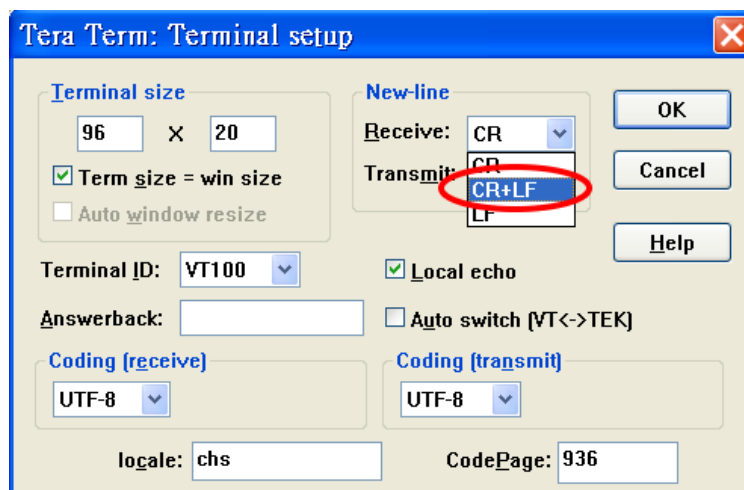 Tera Term: Terminal setup
Terminal size
96 X 20
Term size = win size
Auto window resize
New-line
Receive: CR
Transmit: CR
CR+LF
LF
OK
Cancel
Help
Terminal ID: VT100
Local echo
Answerback:
Auto switch (VT<->TEK)
Coding (receive)
UTF-8
Coding (transmit)
UTF-8
locale: chs
CodePage: 936